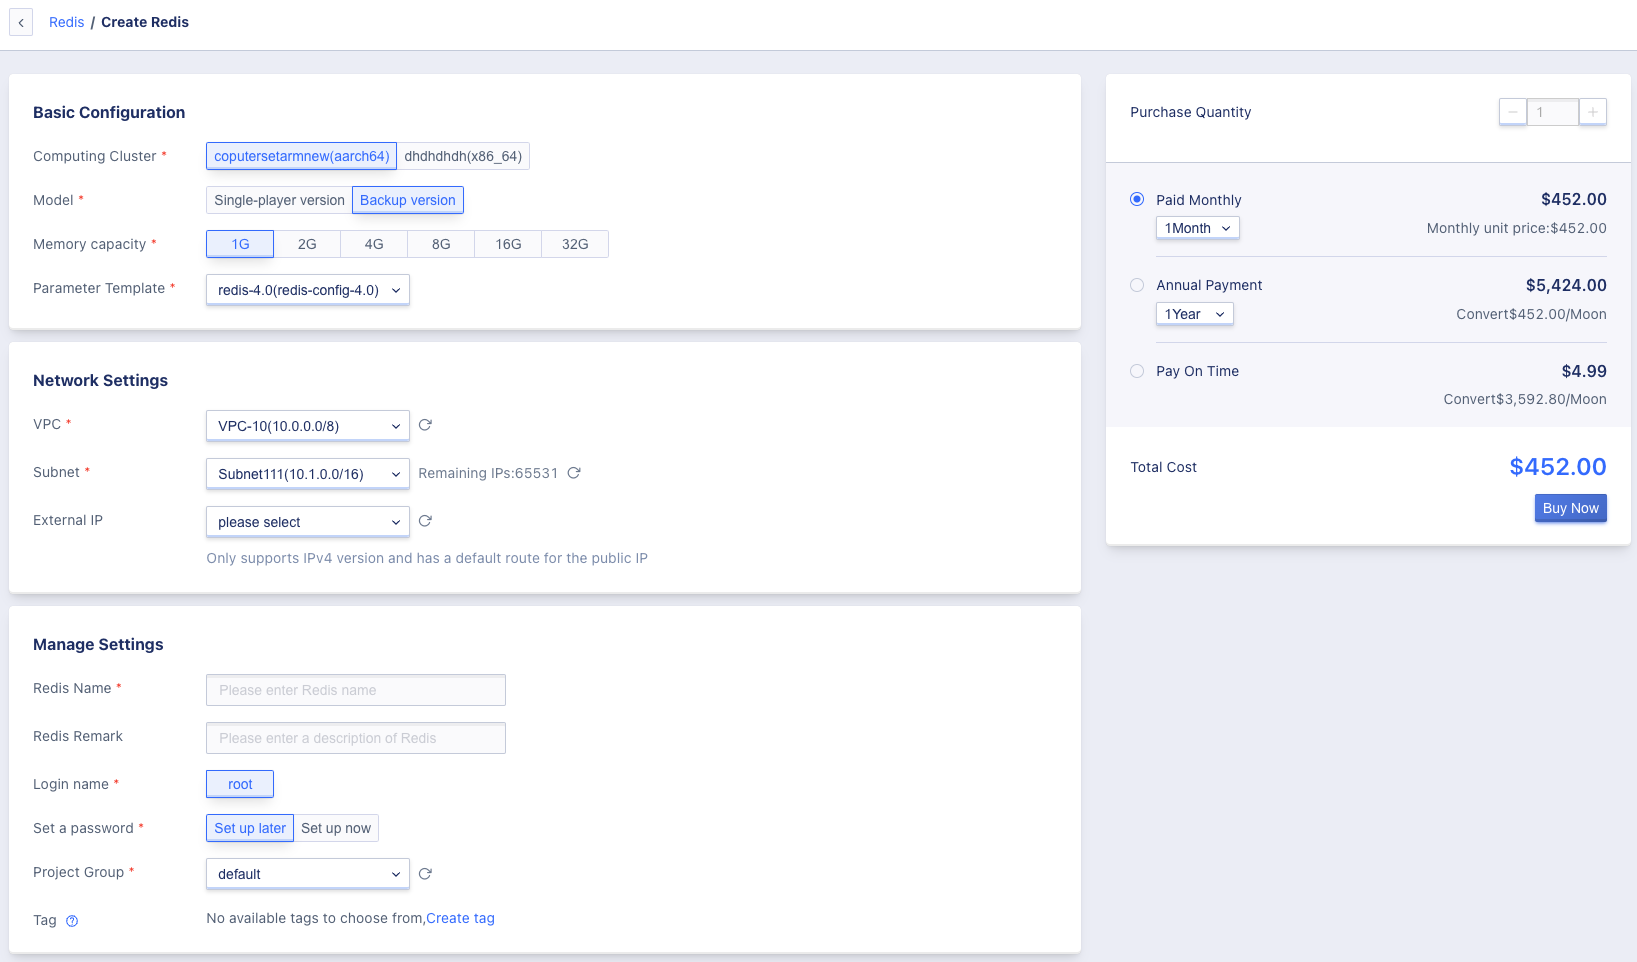 Redis / Create Redis
Basic Configuration
Computing Cluster * coputersetarmnew(aarch64) dhdhdhdh(x86_64)
Model * Single-player version Backup version
Memory capacity * 1G 2G 4G 8G 16G 32G
Parameter Template * redis-4.0(redis-config-4.0)
Network Settings
VPC * VPC-10(10.0.0.0/8)
Subnet * Subnet111(10.1.0.0/16) Remaining IPs:65531
External IP please select
Only supports IPv4 version and has a default route for the public IP
Manage Settings
Redis Name * Please enter Redis name
Redis Remark Please enter a description of Redis
Login name * root
Set a password * Set up later Set up now
Project Group * default
Tag No available tags to choose from,Create tag
Purchase Quantity 1
Paid Monthly $452.00
1Month Monthly unit price:$452.00
Annual Payment $5,424.00
1Year Convert$452.00/Moon
Pay On Time $4.99
Convert$3,592.80/Moon
Total Cost $452.00
Buy Now